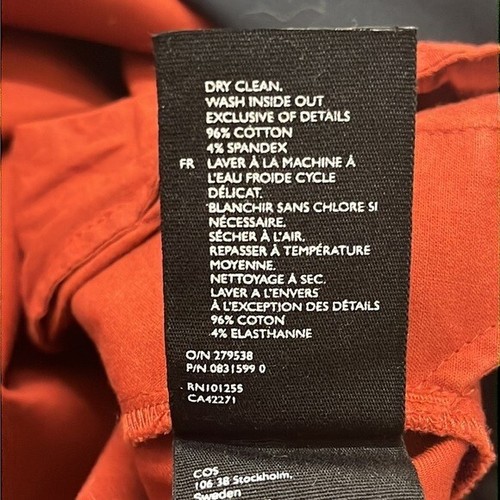 DRY CLEAN.
WASH INSIDE OUT
EXCLUSIVE OF DETAILS
96% COTTON
4% SPANDEX
FR LAVER À LA MACHINE À
L'EAU FROIDE CYCLE
DÉLICAT.
BLANCHIR SANS CHLORE SI
NÉCESSAIRE.
SÉCHER À L'AIR.
REPASSER À TEMPÉRATURE
MOYENNE.
NETTOYAGE À SEC.
LAVER A L'ENVERS
À L'EXCEPTION DES DÉTAILS
96% COTON
4% ELASTHANNE
O/N 279538
P/N 0831599 0
RN101255
CA42271
COS
106 38 Stockholm,
Sweden